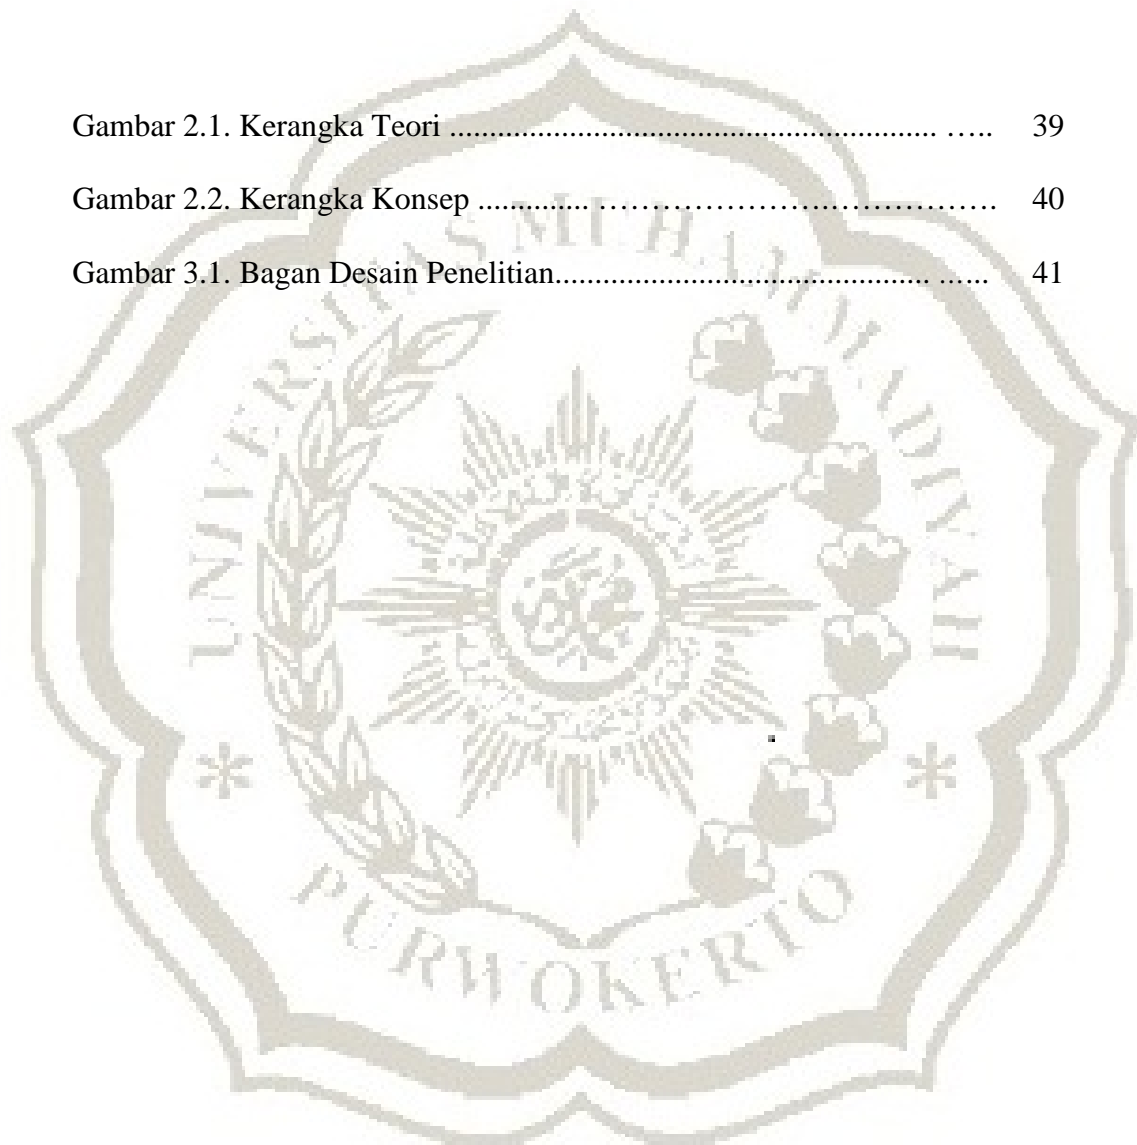 Gambar 2.1. Kerangka Teori ............................................................. ..... 39
Gambar 2.2. Kerangka Konsep .............…………………………………. 40
Gambar 3.1. Bagan Desain Penelitian............................................... …... 41
UNIVERSITAS MUHAMMADIYAH
PURWOKERTO